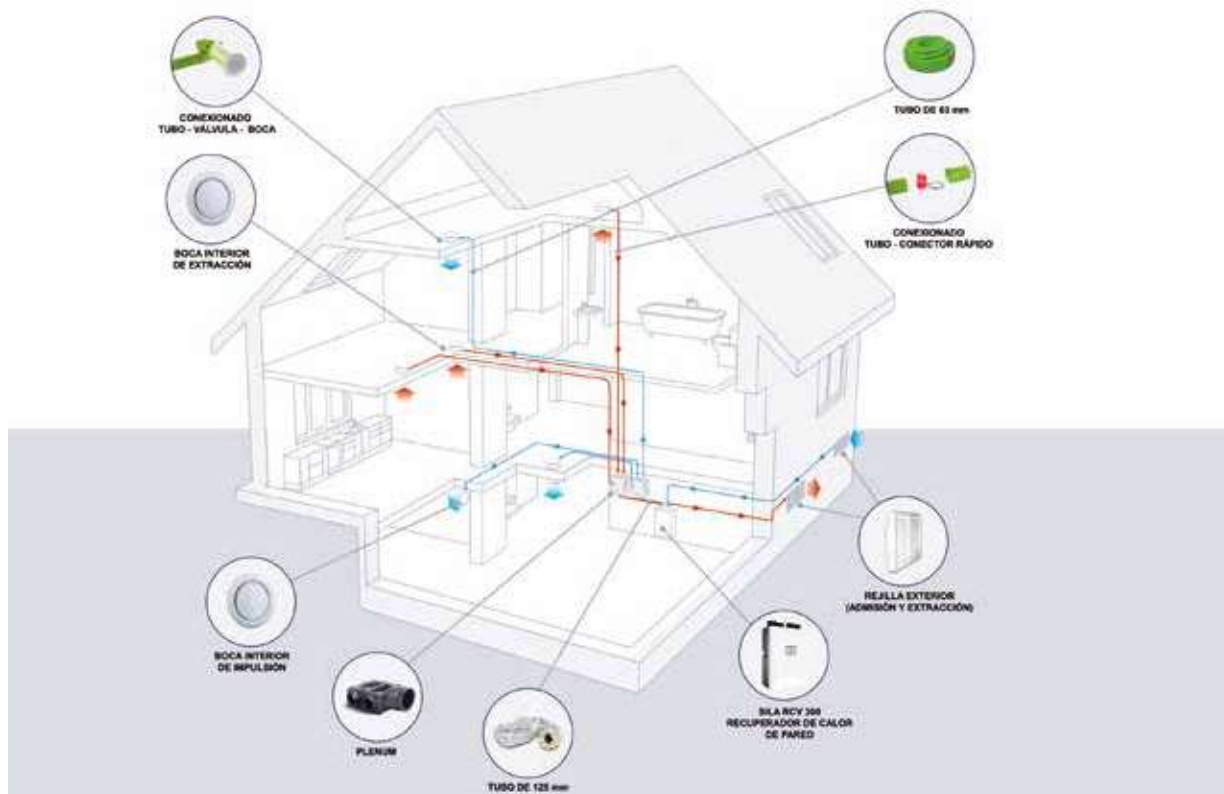 CONEXIONADO
TUBO - VÁLVULA - BOCA
TUBO DE 63 mm
BOCA INTERIOR
DE EXTRACCIÓN
CONEXIONADO
TUBO - CONECTOR RÁPIDO
BOCA INTERIOR
DE IMPULSIÓN
REJILLA EXTERIOR
(ADMISIÓN Y EXTRACCIÓN)
PLENUM
TUBO DE 125 mm
SILA RCV 300
RECUPERADOR DE CALOR
DE PARED